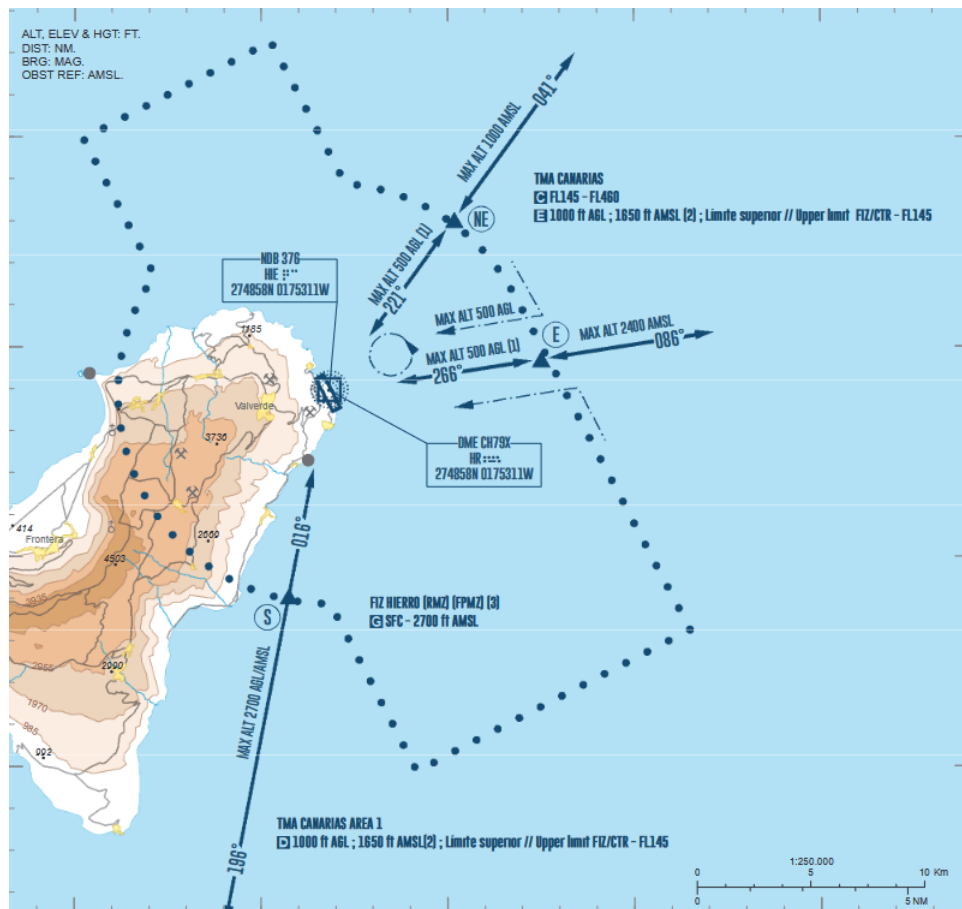 ALT, ELEV & HGT: FT.
DIST: NM.
BRG: MAG.
OBST REF: AMSL.
041°
MAX ALT 1000 AMSL
TMA CANARIAS
C FL145 - FL460
E 1000 ft AGL ; 1650 ft AMSL (2) ; Límite superior // Upper limit FIZ/CTR - FL145
NE
NDB 376
HIE
274858N 0175311W
MAX ALT 500 AGL (1)
221°
MAX ALT 500 AGL
E
MAX ALT 2400 AMSL
086°
MAX ALT 500 AGL (1)
266°
1185
Valverde
3736
DME CH79X
HR
274858N 0175311W
414
Frontera
2669
4503
016°
S
FIZ HIERRO (RMZ) (FPMZ) (3)
G SFC - 2700 ft AMSL
2990
2955
1970
985
992
MAX ALT 2700 AGL/AMSL
196°
TMA CANARIAS AREA 1
D 1000 ft AGL ; 1650 ft AMSL(2) ; Límite superior // Upper limit FIZ/CTR - FL145
1:250.000
0 5 10 Km
0 5 NM